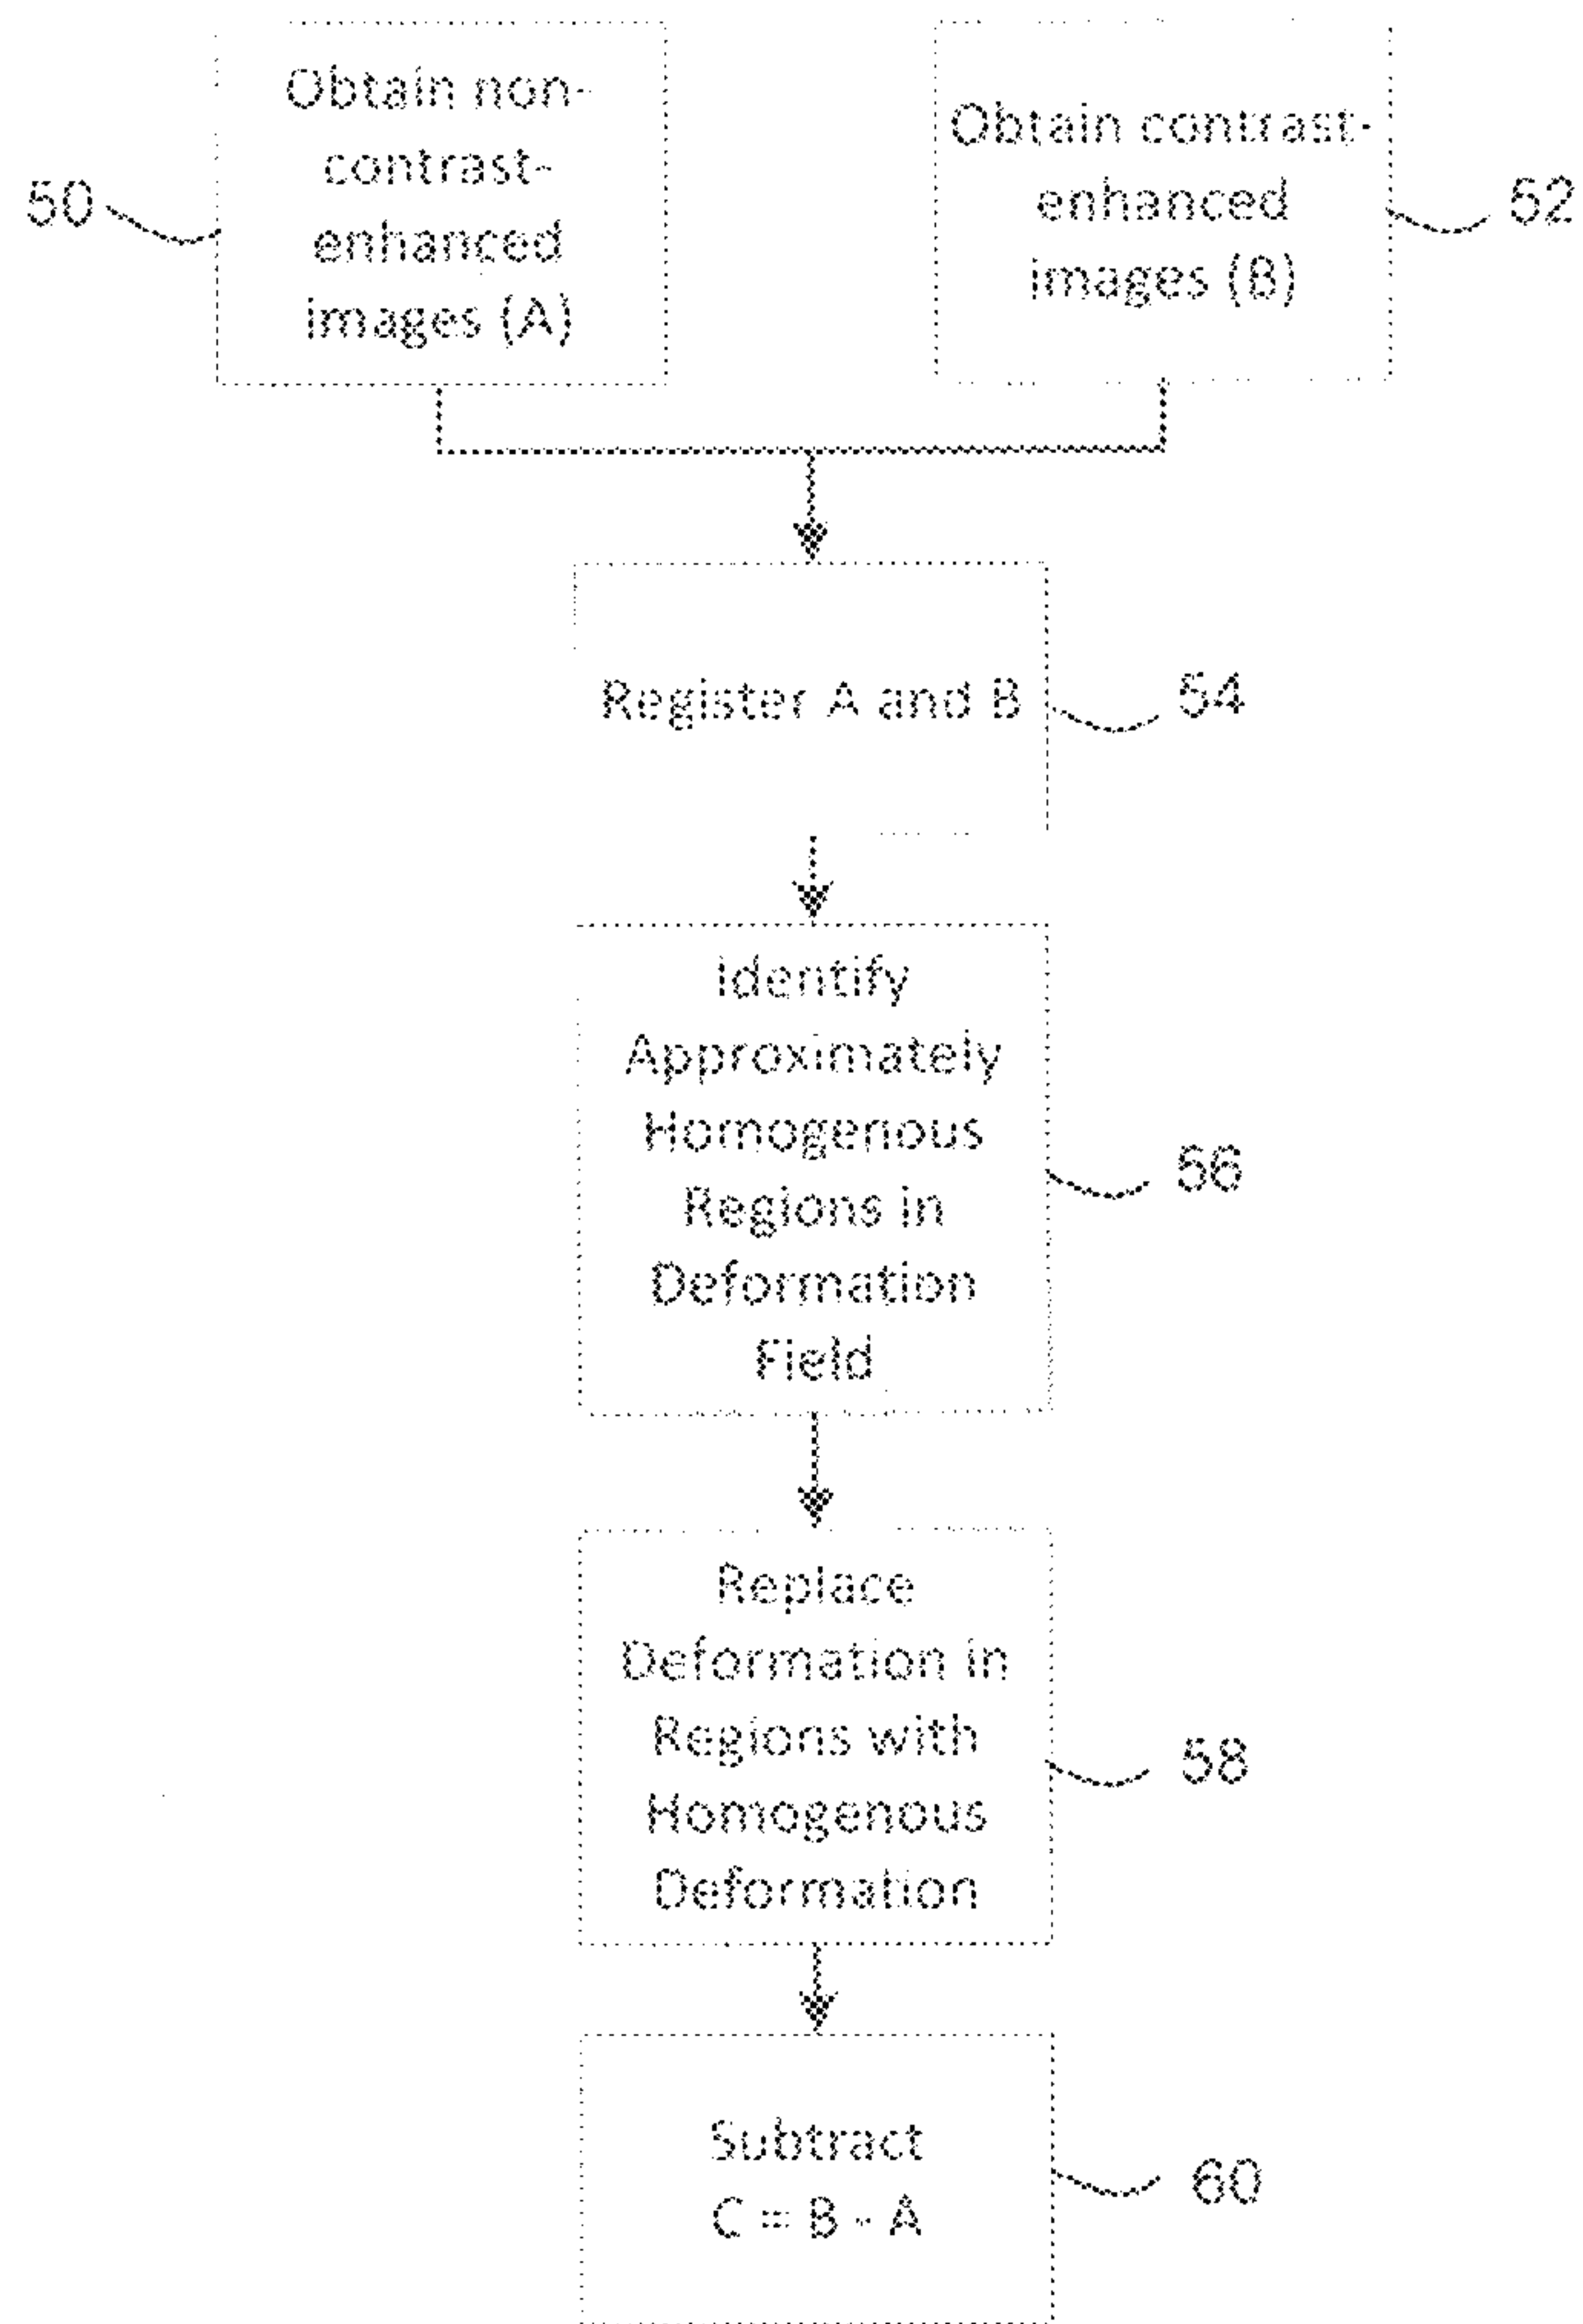 Obtain non-
contrast-
enhanced
images (A)
50
Obtain contrast-
enhanced
images (B)
52
Register A and B
54
Identify
Approximately
Homogenous
Regions in
Deformation
Field
56
Replace
Deformation in
Regions with
Homogenous
Deformation
58
Subtract
C = B - A
60